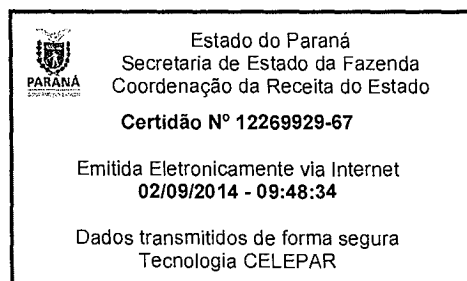 Estado do Paraná
Secretaria de Estado da Fazenda
PARANÁ
Coordenação da Receita do Estado
Certidão Nº 12269929-67
Emitida Eletronicamente via Internet
02/09/2014 - 09:48:34
Dados transmitidos de forma segura
Tecnologia CELEPAR